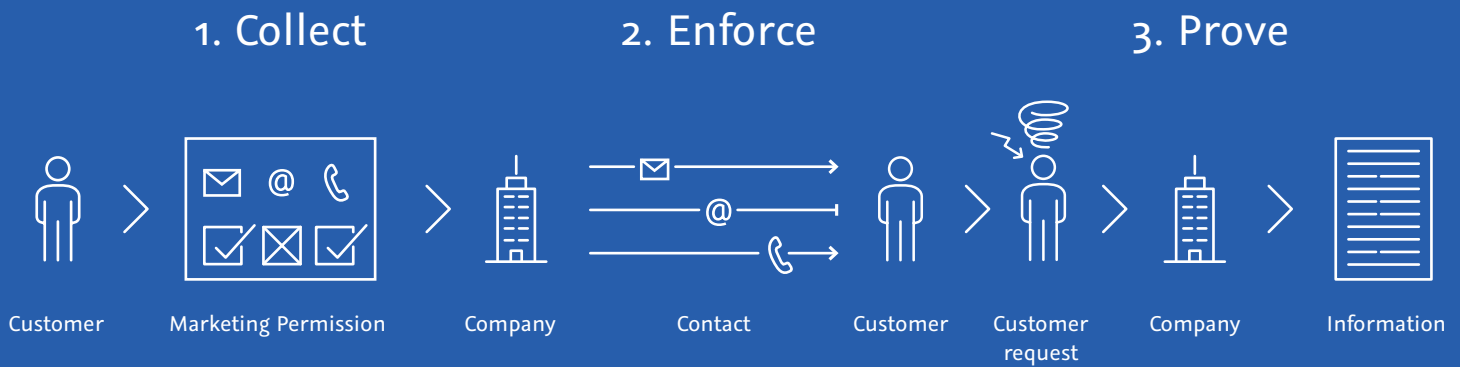 1. Collect
2. Enforce
3. Prove
@
@
Customer
Marketing Permission
Company
Contact
Customer
Customer
request
Company
Information